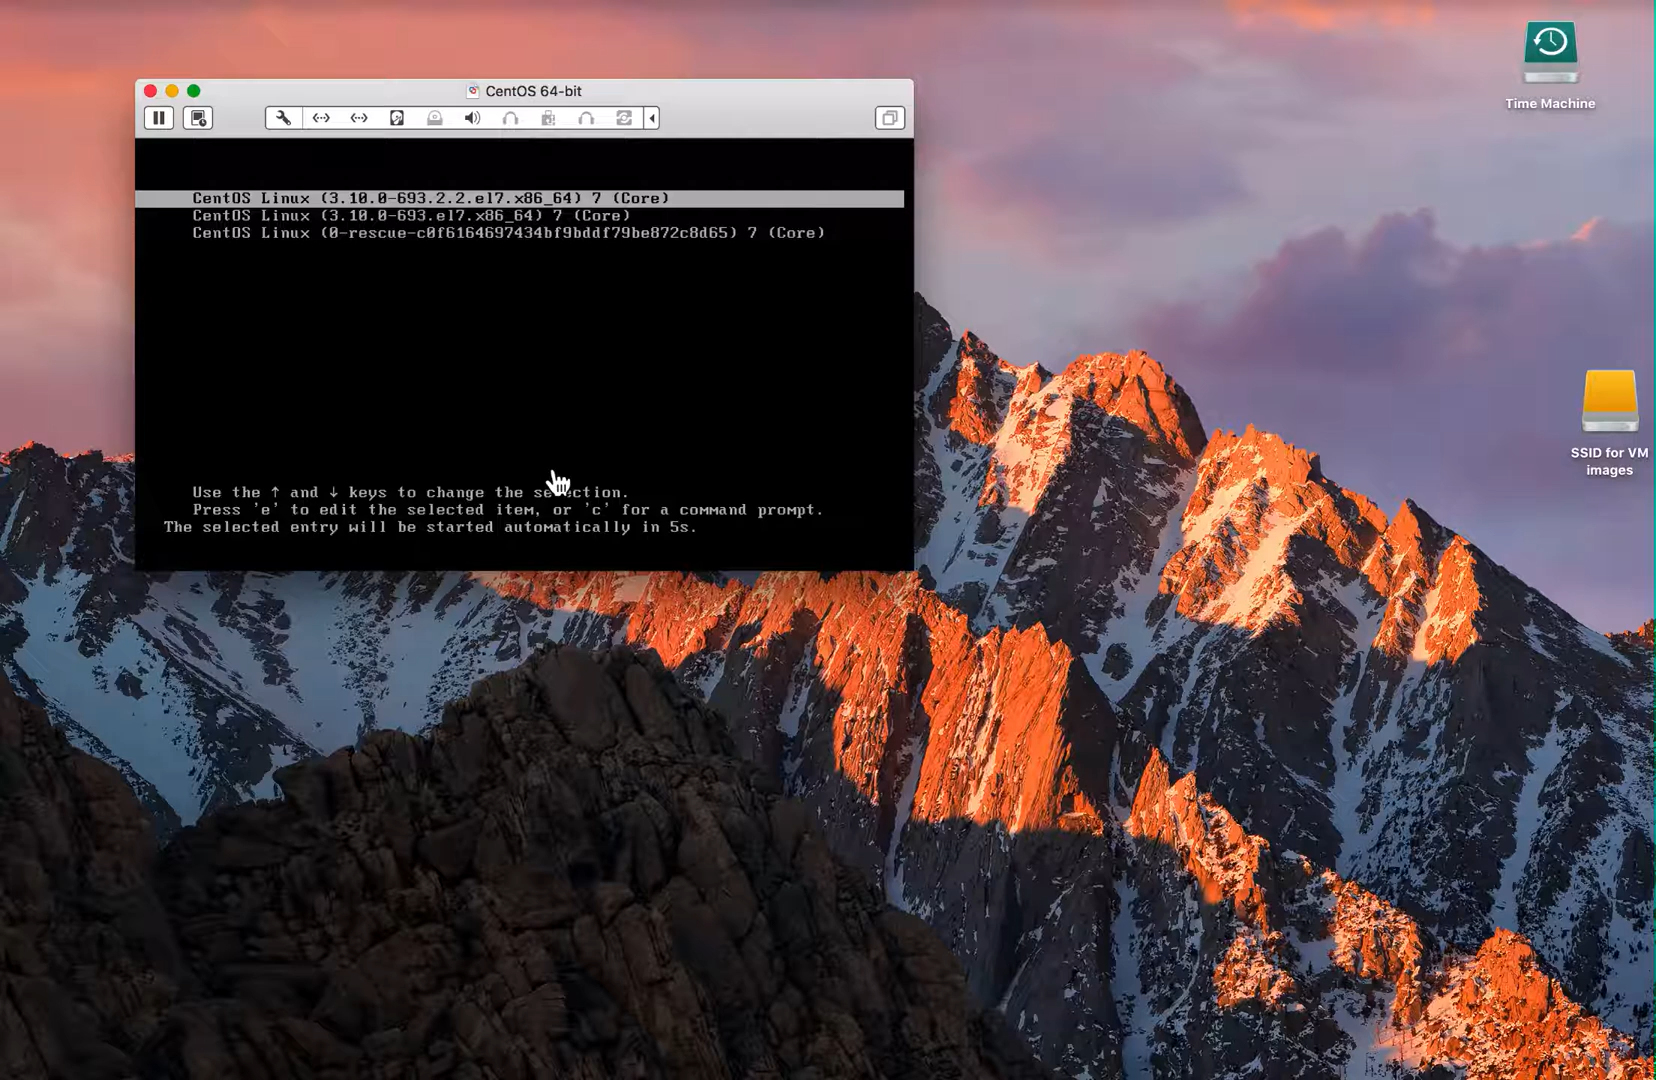 CentOS 64-bit
Time Machine
CentOS Linux (3.10.0-693.2.2.el7.x86_64) 7 (Core)
CentOS Linux (3.10.0-693.el7.x86_64) 7 (Core)
CentOS Linux (0-rescue-c0f6164697434bf9bddf79be872c8d65) 7 (Core)
SSID for VM
images
Use the ↑ and ↓ keys to change the selection.
Press 'e' to edit the selected item, or 'c' for a command prompt.
The selected entry will be started automatically in 5s.